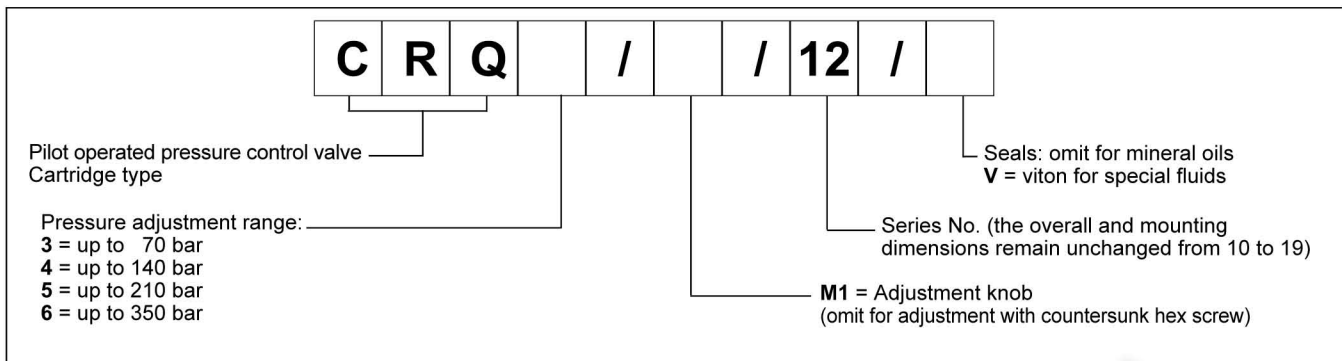 C R Q / / 12 /
Pilot operated pressure control valve
Cartridge type
Pressure adjustment range:
3 = up to 70 bar
4 = up to 140 bar
5 = up to 210 bar
6 = up to 350 bar
Seals: omit for mineral oils
V = viton for special fluids
Series No. (the overall and mounting
dimensions remain unchanged from 10 to 19)
M1 = Adjustment knob
(omit for adjustment with countersunk hex screw)